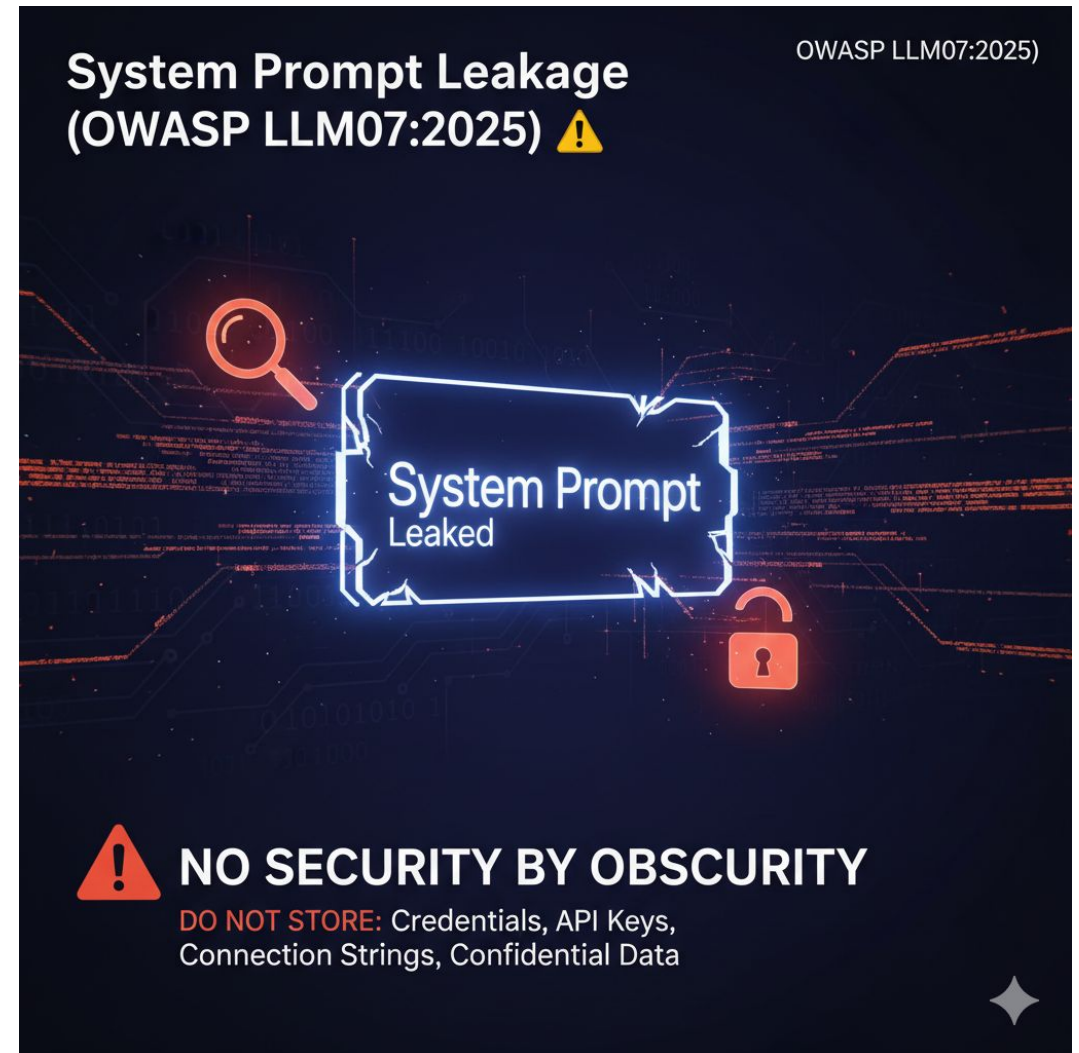 System Prompt Leakage
(OWASP LLM07:2025) ⚠️
OWASP LLM07:2025)
System Prompt
Leaked
NO SECURITY BY OBSCURITY
DO NOT STORE: Credentials, API Keys,
Connection Strings, Confidential Data